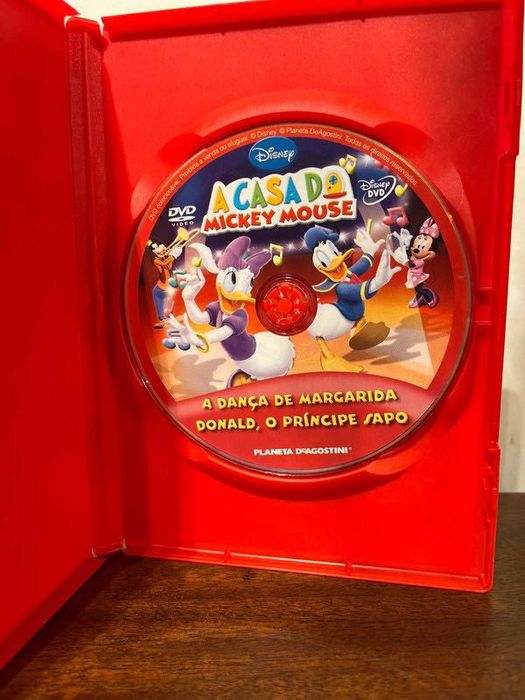 DVD colecionável. Proibida a venda ou aluguer. © Disney. © Planeta DeAgostini. Todos os direitos reservados.
Disney
A CASA DO
MICKEY MOUSE
DVD
VIDEO
Disney
DVD
A DANÇA DE MARGARIDA
DONALD, O PRÍNCIPE SAPO
PLANETA DEAGOSTINI